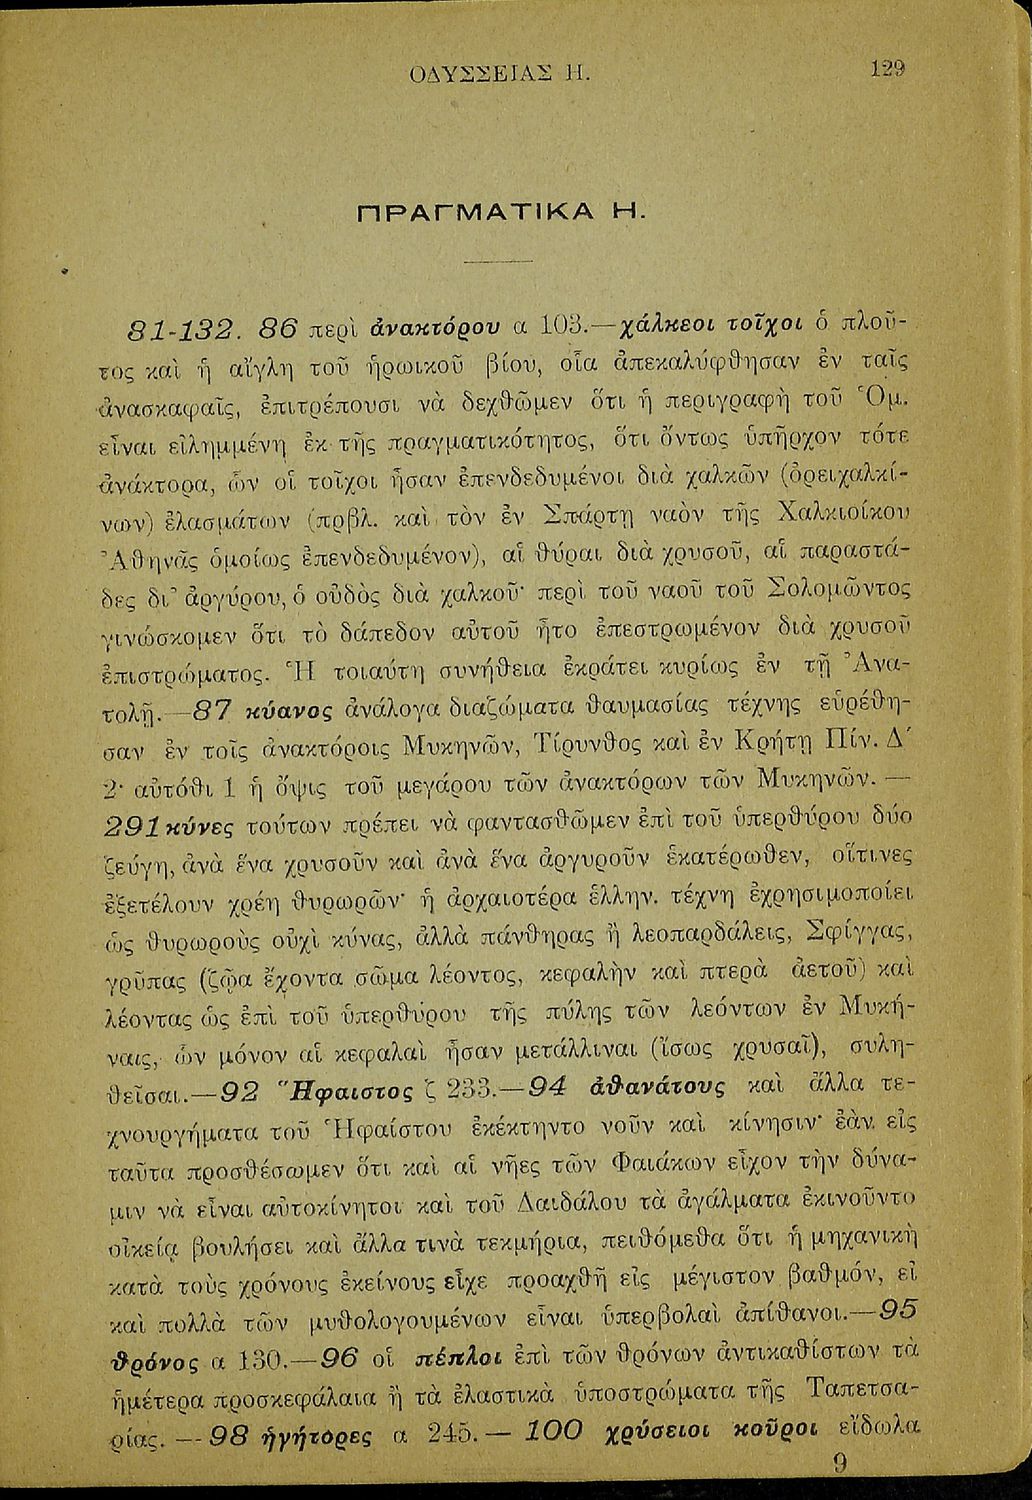 ΟΔΥΣΣΕΙΑΣ Η.
129
ΠΡΑΓΜΑΤΙΚΑ Η.
81-132. 86 περὶ ἀνακτόρου α 103.—χάλκεοι τοῖχοι ὁ πλοῦ-
τος καὶ ἡ αἴγλη τοῦ ἡρωικοῦ βίου, οἷα ἀπεκαλύφθησαν ἐν ταῖς
ἀνασκαφαῖς, ἐπιτρέπουσι νὰ δεχθῶμεν ὅτι ἡ περιγραφὴ τοῦ Ὁμ.
εἶναι εἰλημμένη ἐκ τῆς πραγματικότητος, ὅτι ὄντως ὑπῆρχον τότε
ἀνάκτορα, ὧν οἱ τοῖχοι ἦσαν ἐπενδεδυμένοι διὰ χαλκῶν (ὀρειχαλκί-
νων) ἐλασμάτων (πρβλ. καὶ τὸν ἐν Σπάρτῃ ναὸν τῆς Χαλκιοίκου
Ἀθηνᾶς ὁμοίως ἐπενδεδυμένον), αἱ θύραι διὰ χρυσοῦ, αἱ παραστά-
δες δι' ἀργύρου, ὁ οὐδὸς διὰ χαλκοῦ· περὶ τοῦ ναοῦ τοῦ Σολομῶντος
γινώσκομεν ὅτι τὸ δάπεδον αὐτοῦ ἦτο ἐπεστρωμένον διὰ χρυσοῦ
ἐπιστρώματος. Ἡ τοιαύτη συνήθεια ἐκράτει κυρίως ἐν τῇ Ἀνα-
τολῇ.—87 κύανος ἀνάλογα διαζώματα θαυμασίας τέχνης εὑρέθη-
σαν ἐν τοῖς ἀνακτόροις Μυκηνῶν, Τίρυνθος καὶ ἐν Κρήτῃ Πίν. Δ΄
2· αὐτόθι 1 ἡ ὄψις τοῦ μεγάρου τῶν ἀνακτόρων τῶν Μυκηνῶν. —
291 κύνες τούτων πρέπει νὰ φαντασθῶμεν ἐπὶ τοῦ ὑπερθύρου δύο
ζεύγη, ἀνὰ ἕνα χρυσοῦν καὶ ἀνὰ ἕνα ἀργυροῦν ἑκατέρωθεν, οἵτινες
ἐξετέλουν χρέη θυρωρῶν· ἡ ἀρχαιοτέρα ἑλλην. τέχνη ἐχρησιμοποίει
ὡς θυρωροὺς οὐχὶ κύνας, ἀλλὰ πάνθηρας ἢ λεοπαρδάλεις, Σφίγγας,
γρῦπας (ζῷα ἔχοντα σῶμα λέοντος, κεφαλὴν καὶ πτερὰ ἀετοῦ) καὶ
λέοντας ὡς ἐπὶ τοῦ ὑπερθύρου τῆς πύλης τῶν λεόντων ἐν Μυκή-
ναις, ὧν μόνον αἱ κεφαλαὶ ἦσαν μετάλλιναι (ἴσως χρυσαῖ), συλη-
θεῖσαι.—92 Ἥφαιστος ζ 233.—94 ἀθανάτους καὶ ἄλλα τε-
χνουργήματα τοῦ Ἡφαίστου ἐκέκτηντο νοῦν καὶ κίνησιν· ἐὰν εἰς
ταῦτα προσθέσωμεν ὅτι καὶ αἱ νῆες τῶν Φαιάκων εἶχον τὴν δύνα-
μιν νὰ εἶναι αὐτοκίνητοι καὶ τοῦ Δαιδάλου τὰ ἀγάλματα ἐκινοῦντο
οἰκείᾳ βουλήσει καὶ ἄλλα τινὰ τεκμήρια, πειθόμεθα ὅτι ἡ μηχανικὴ
κατὰ τοὺς χρόνους ἐκείνους εἶχε προαχθῆ εἰς μέγιστον βαθμόν, εἰ
καὶ πολλὰ τῶν μυθολογουμένων εἶναι ὑπερβολαὶ ἀπίθανοι.—95
θρόνος α 130.—96 οἱ πέπλοι ἐπὶ τῶν θρόνων ἀντικαθίστων τὰ
ἡμέτερα προσκεφάλαια ἢ τὰ ἐλαστικὰ ὑποστρώματα τῆς Ταπετσα-
ρίας. — 98 ἡγήτορες α 245. — 100 χρύσειοι κοῦροι εἴδωλα
9